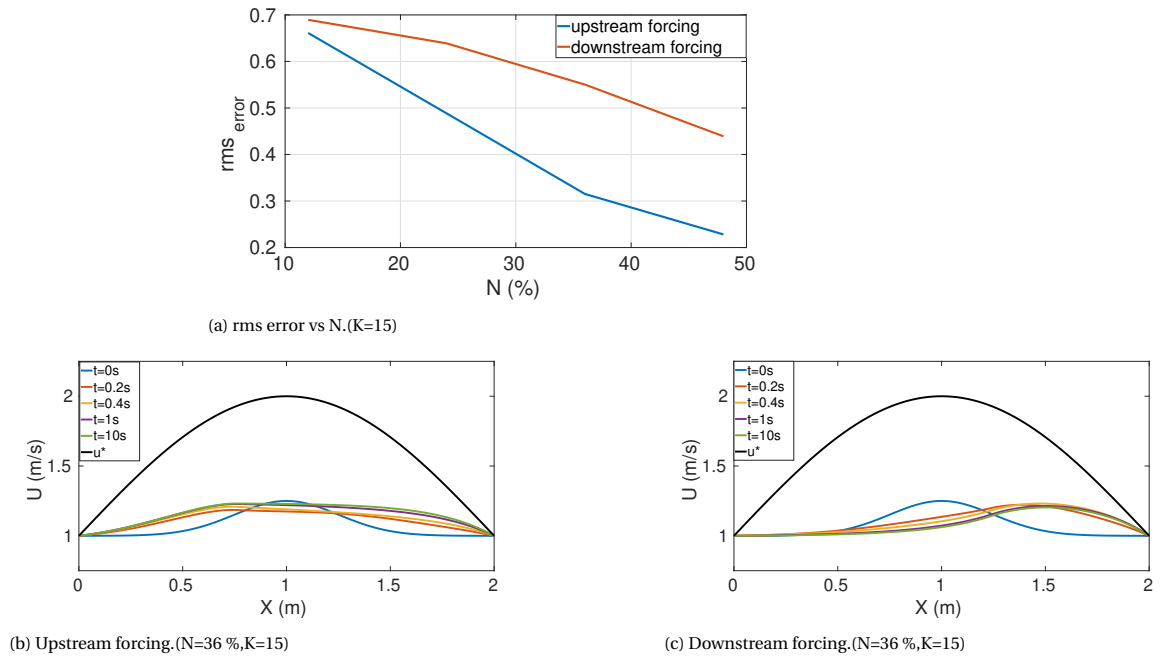 0.7
0.6
0.5
0.4
0.3
0.2
rms error
upstream forcing
downstream forcing
10 20 30 40 50
N (%)
(a) rms error vs N.(K=15)
t=0s
t=0.2s
t=0.4s
t=1s
t=10s
u*
2
1.5
1
U (m/s)
0 0.5 1 1.5 2
X (m)
(b) Upstream forcing.(N=36 %,K=15)
t=0s
t=0.2s
t=0.4s
t=1s
t=10s
u*
2
1.5
1
U (m/s)
0 0.5 1 1.5 2
X (m)
(c) Downstream forcing.(N=36 %,K=15)